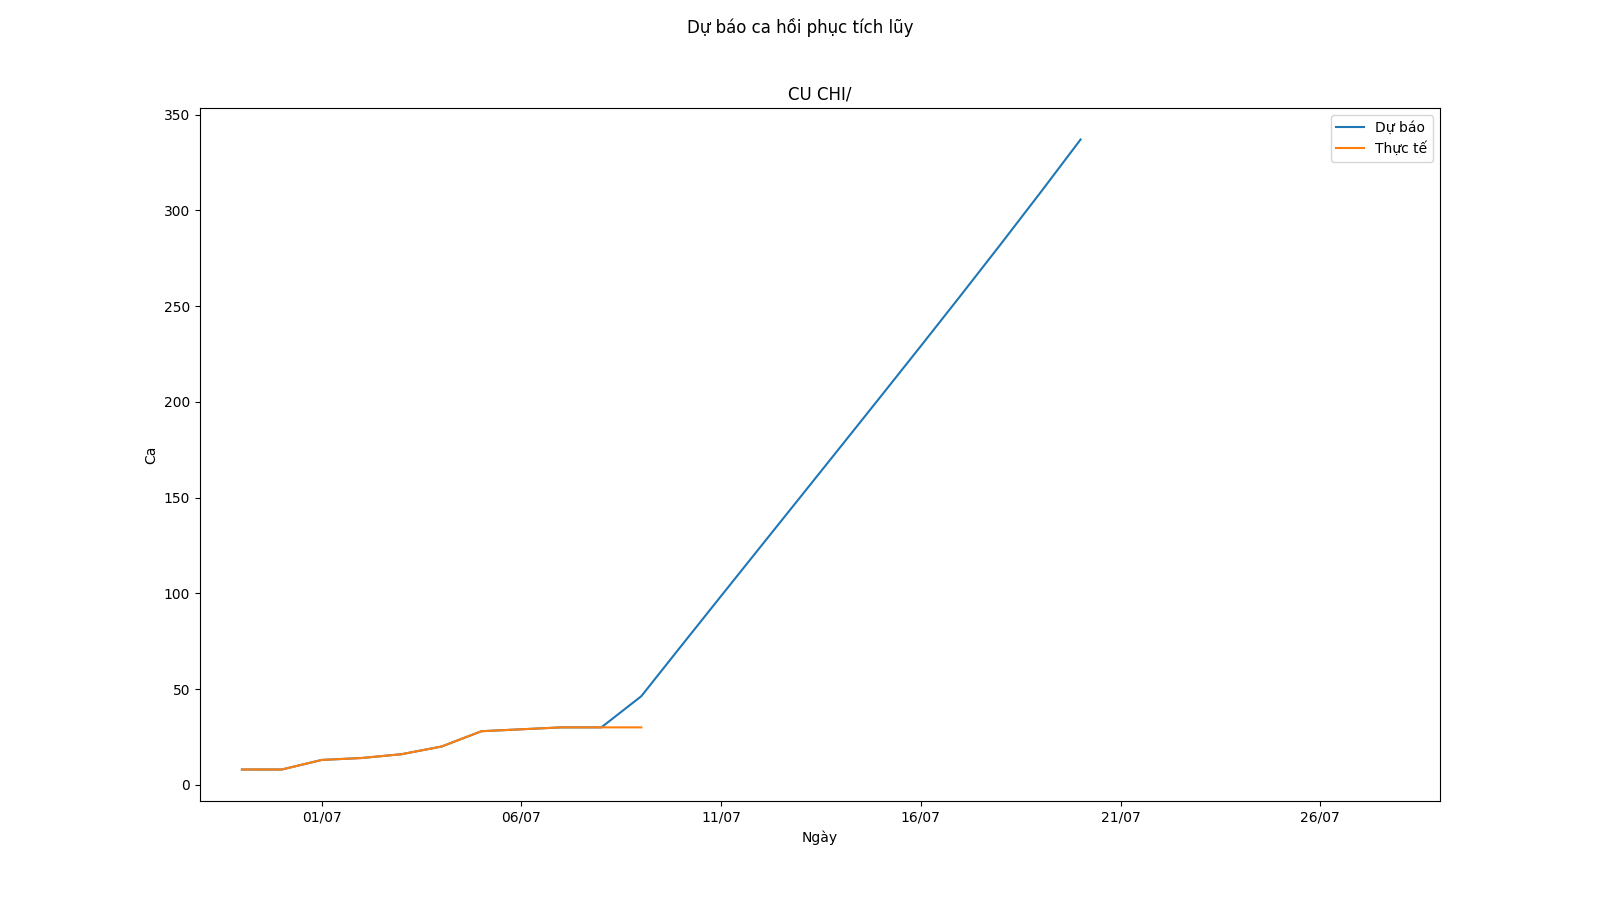 Dự báo ca hồi phục tích lũy
CU CHI/
350
300
250
200
150
100
50
0
Ca
Dự báo
Thực tế
01/07
06/07
11/07
16/07
21/07
26/07
Ngày